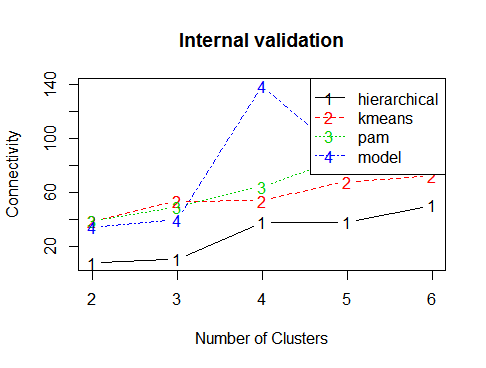 Internal validation
Connectivity
140
100
60
20
1 hierarchical
2 kmeans
3 pam
4 model
4
3 2 4 1
3 2 4 1
4 3 2 1
2 1
2 1
2 3 4 5 6
Number of Clusters